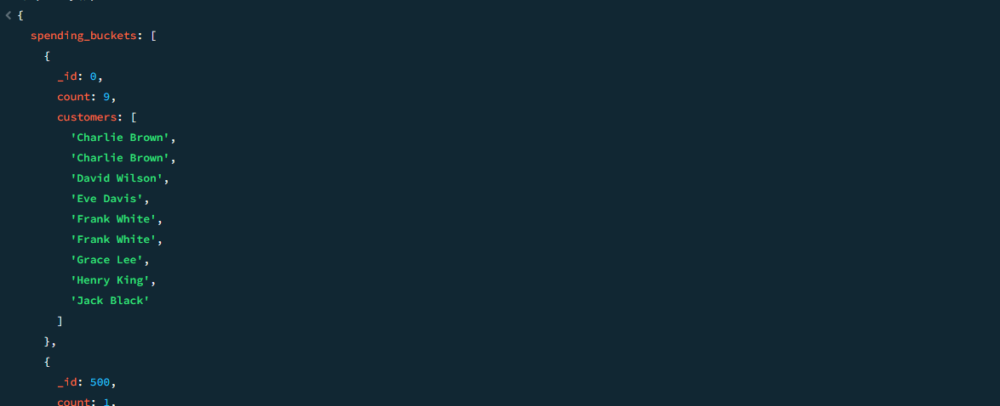 {
spending_buckets: [
{
_id: 0,
count: 9,
customers: [
'Charlie Brown',
'Charlie Brown',
'David Wilson',
'Eve Davis',
'Frank White',
'Frank White',
'Grace Lee',
'Henry King',
'Jack Black'
]
},
{
_id: 500,
count: 1,